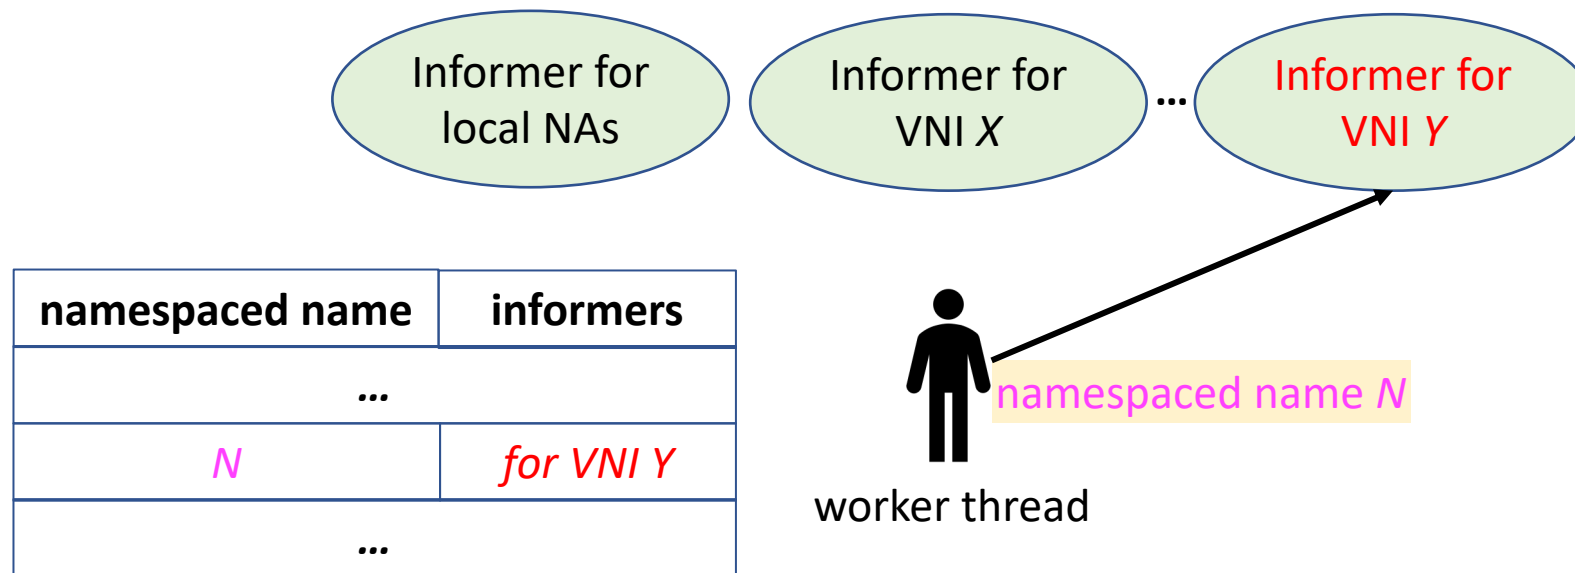 Informer for
local NAs
Informer for
VNI X
...
Informer for
VNI Y
namespaced name
informers
...
N
for VNI Y
...
namespaced name N
worker thread